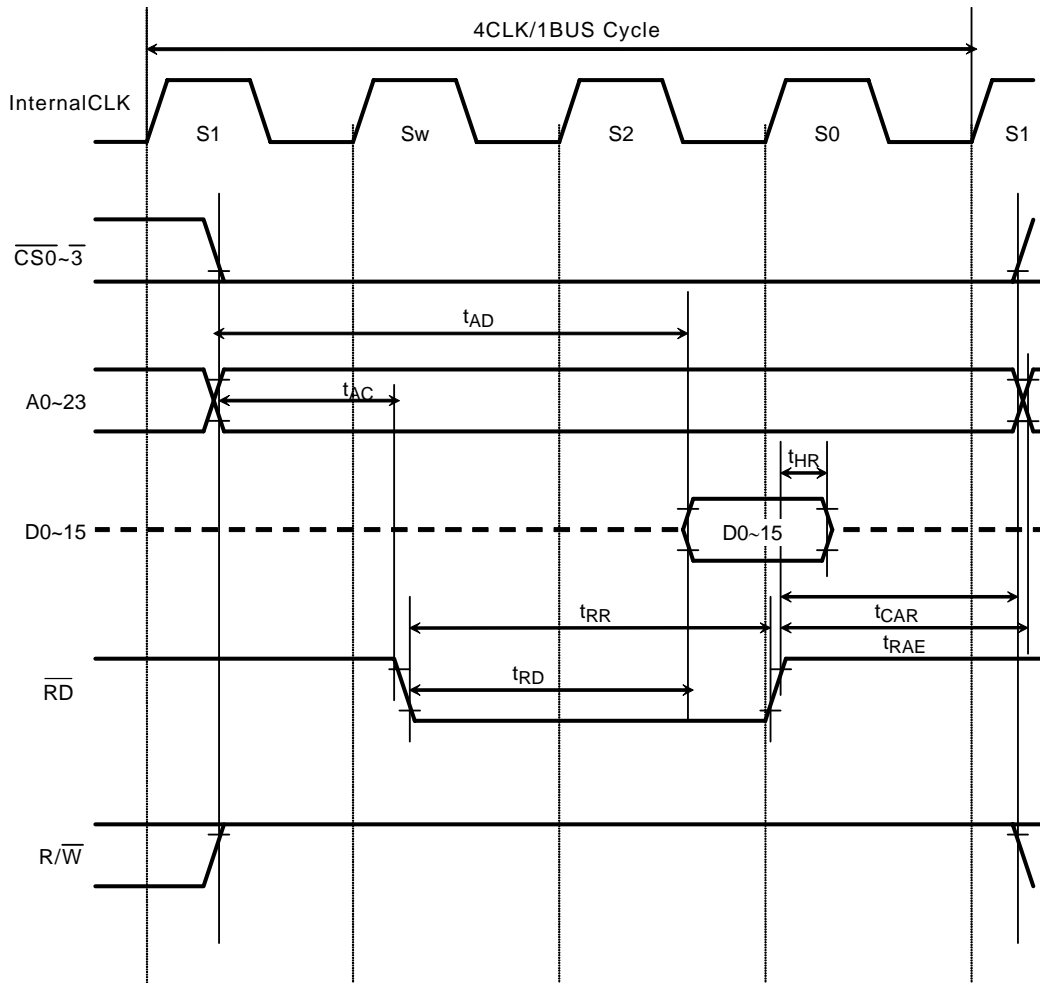 4CLK/1BUS Cycle
InternalCLK
S1
Sw
S2
S0
S1
CS0~3
tAD
A0~23
tAC
tHR
D0~15
D0~15
tRR
tCAR
tRAE
RD
tRD
R/W